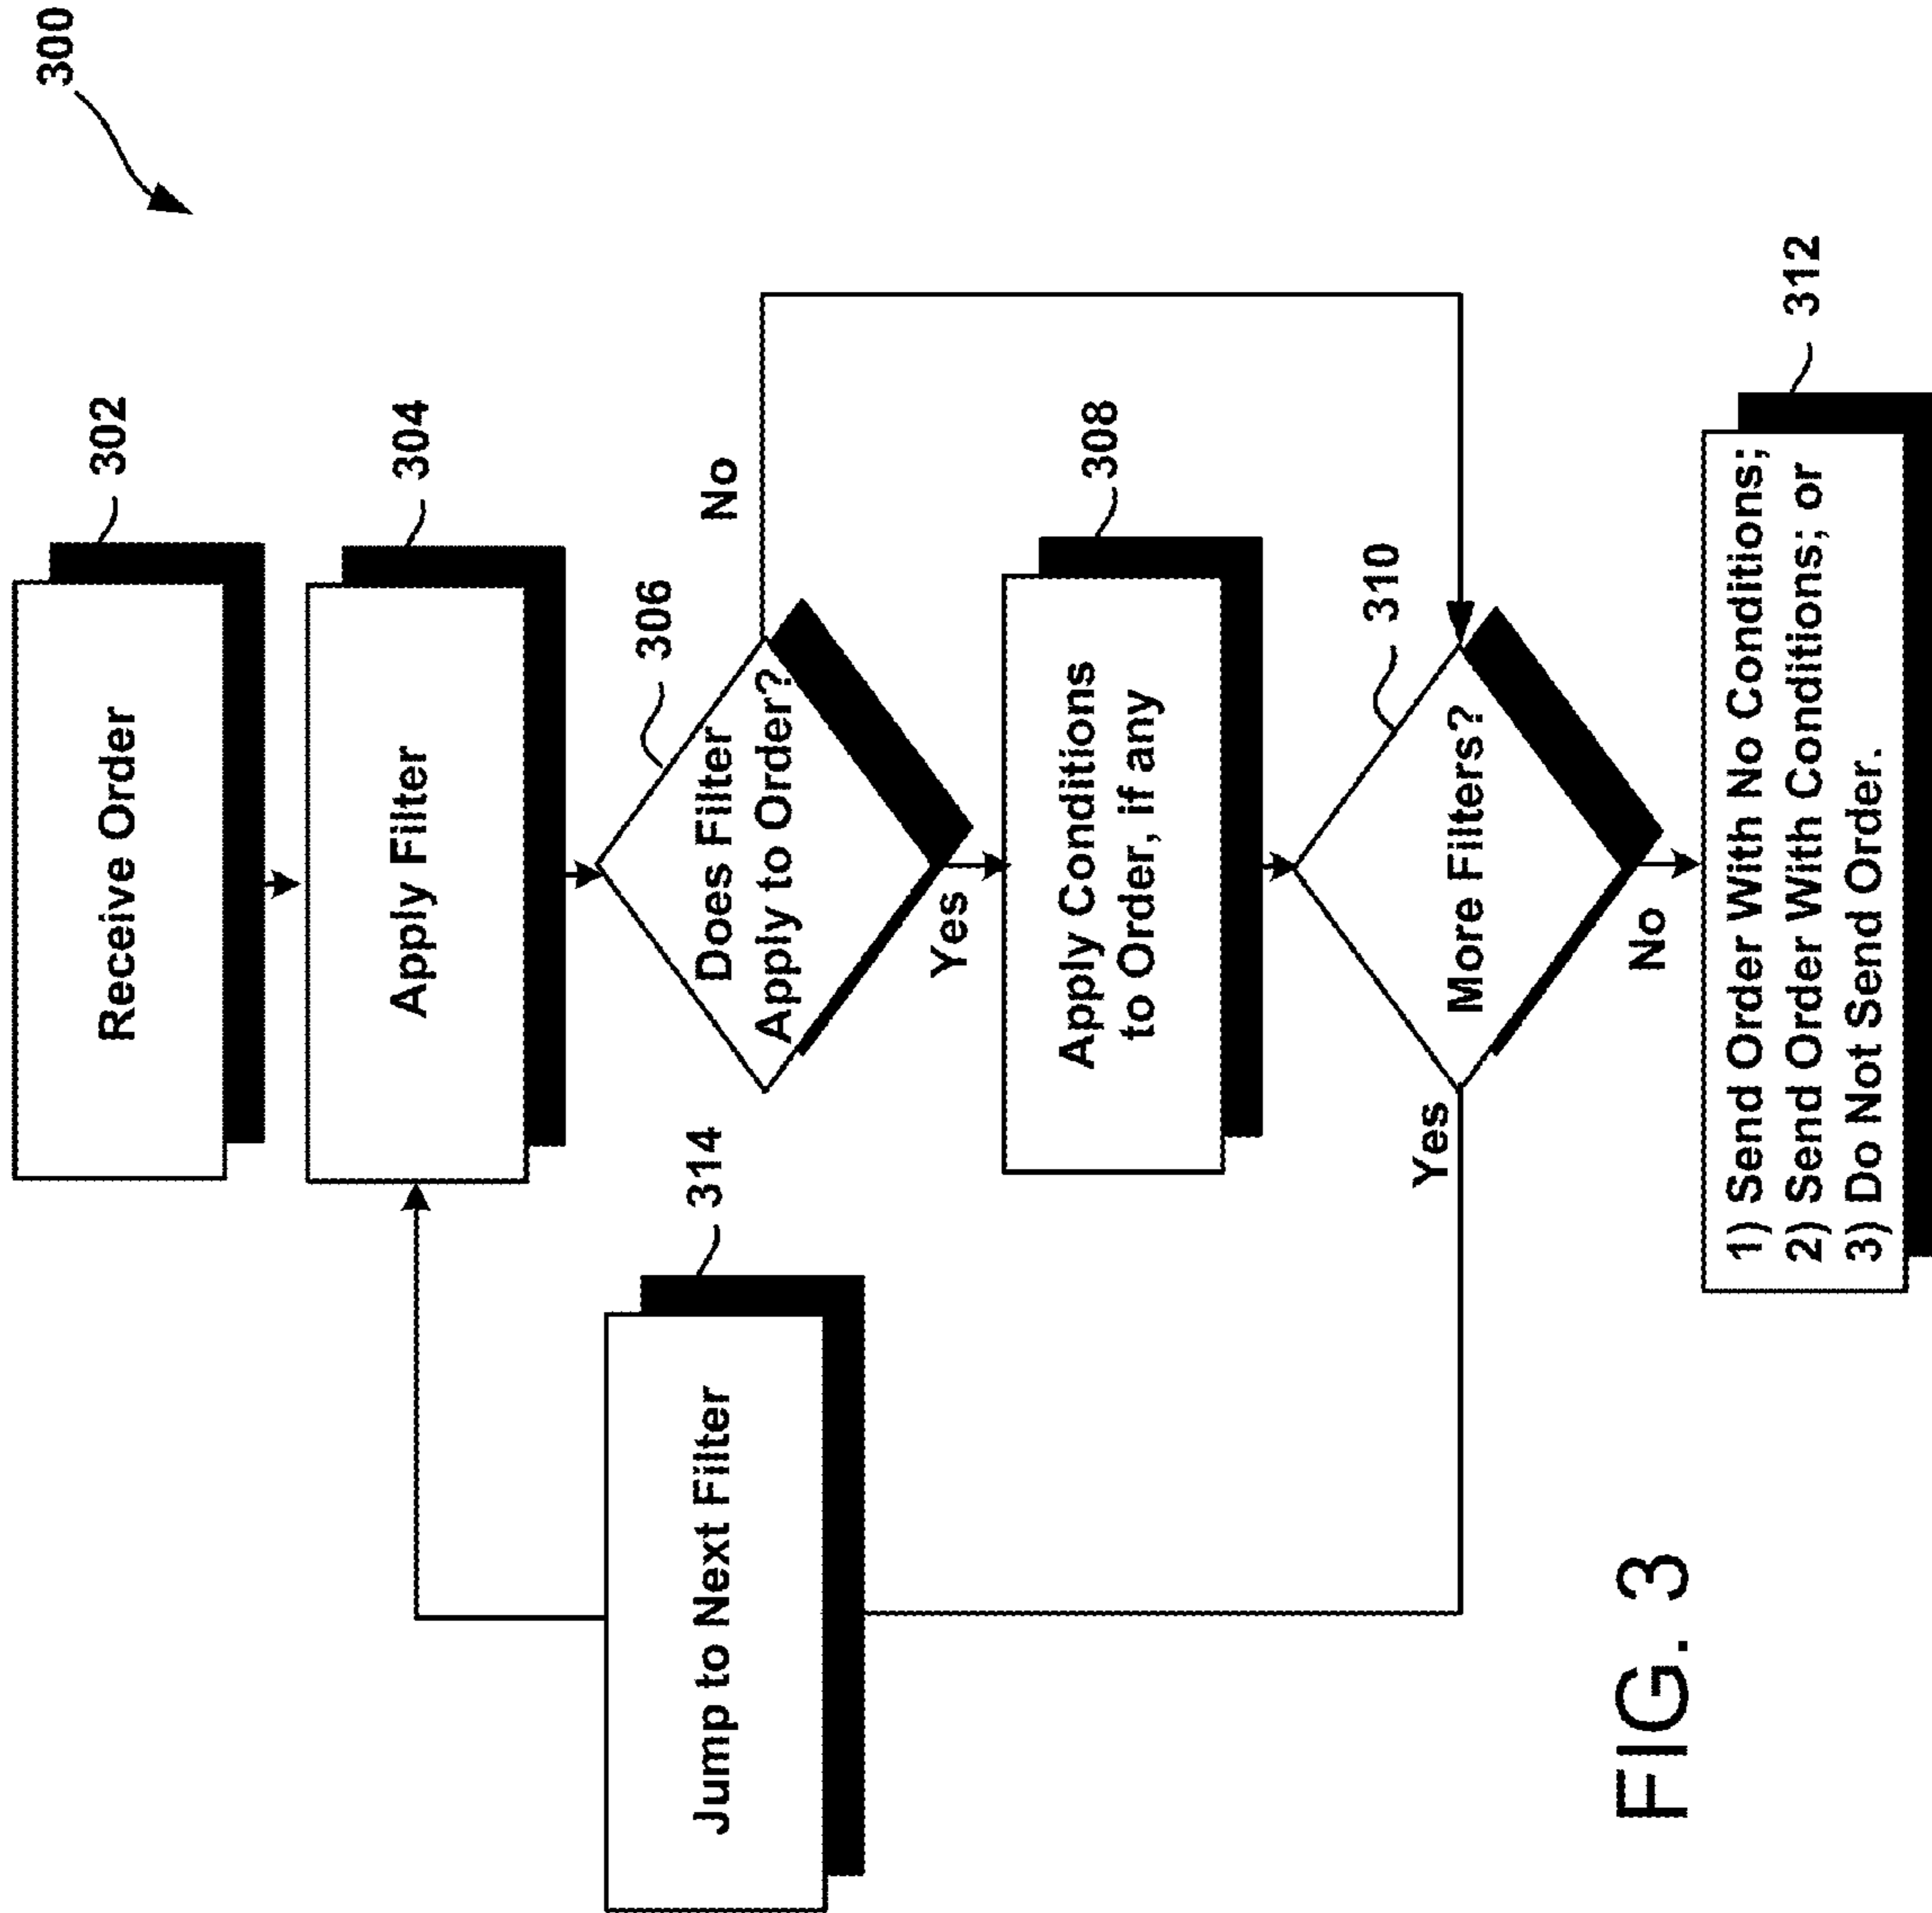 300
Receive Order
302
Apply Filter
304
Does Filter
Apply to Order?
306
No
Yes
Apply Conditions
to Order, if any
308
More Filters?
310
Yes
No
Jump to Next Filter
314
1) Send Order With No Conditions;
2) Send Order With Conditions; or
3) Do Not Send Order.
312
FIG. 3